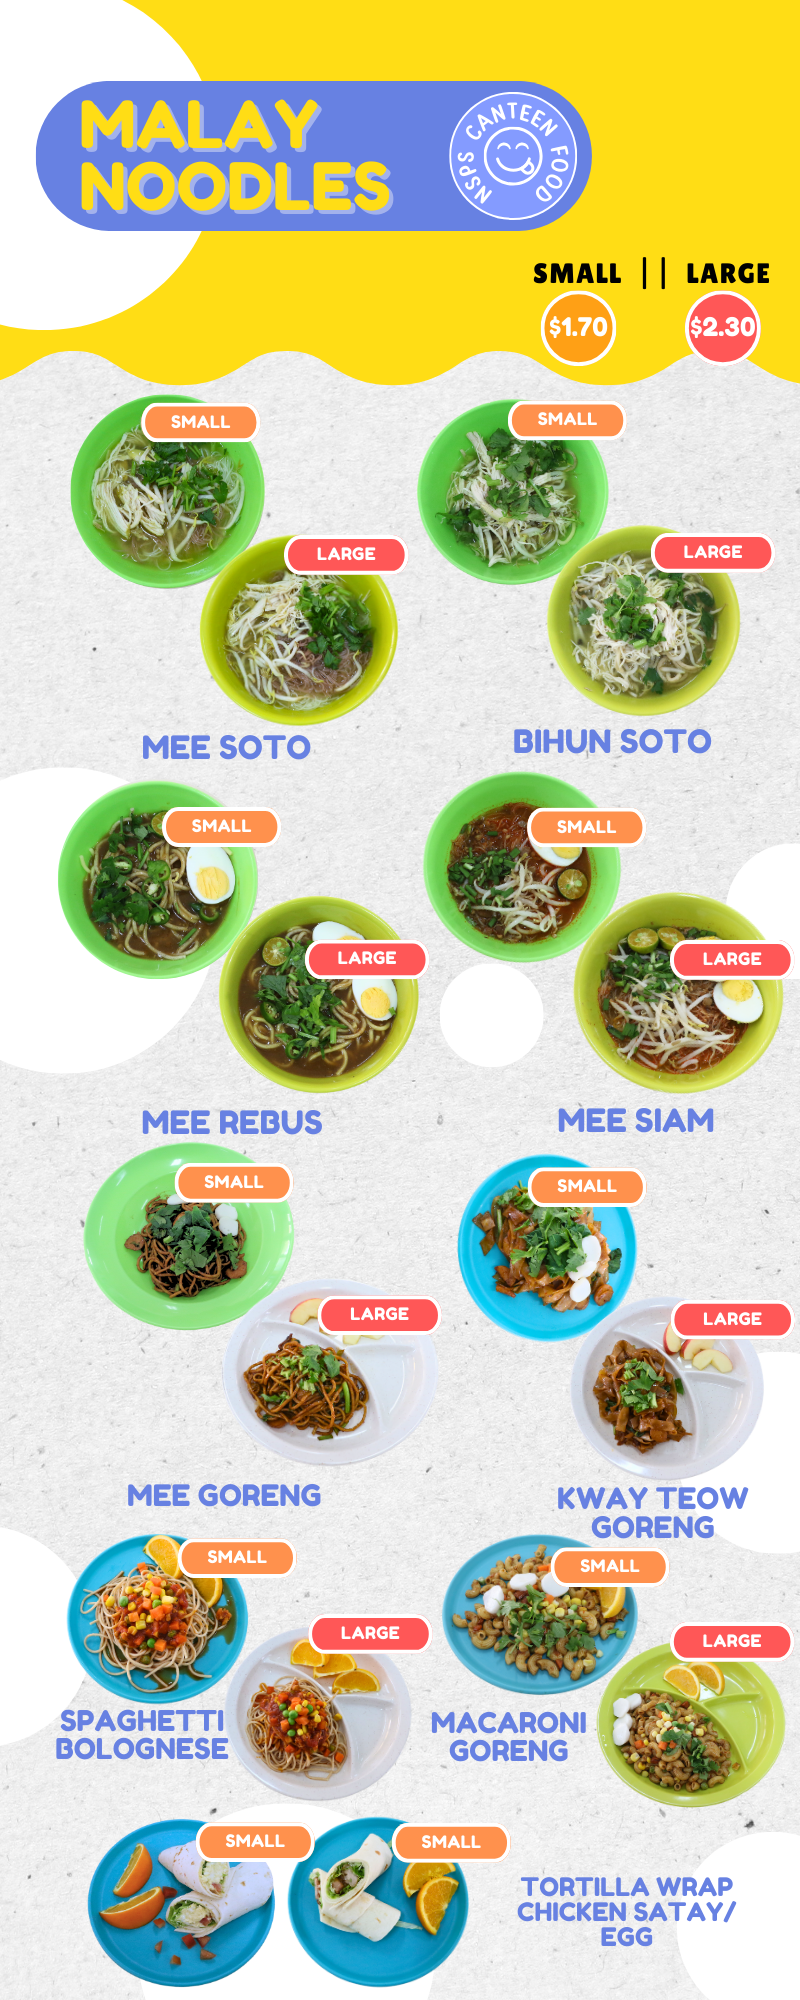 MALAY
NOODLES
NSPS CANTEEN FOOD
SMALL || LARGE
$1.70 $2.30
SMALL SMALL
LARGE LARGE
MEE SOTO BIHUN SOTO
SMALL SMALL
LARGE LARGE
MEE REBUS MEE SIAM
SMALL SMALL
LARGE LARGE
MEE GORENG
KWAY TEOW
GORENG
SMALL SMALL
LARGE LARGE
SPAGHETTI
BOLOGNESE
MACARONI
GORENG
SMALL SMALL
TORTILLA WRAP
CHICKEN SATAY/
EGG